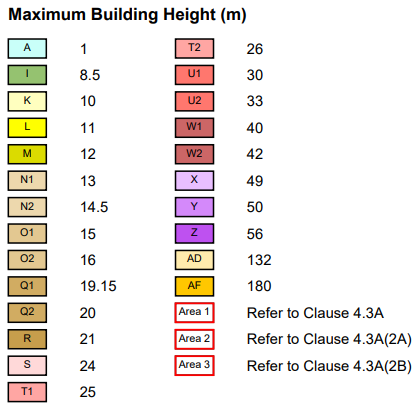 Maximum Building Height (m)
A 1
I 8.5
K 10
L 11
M 12
N1 13
N2 14.5
O1 15
O2 16
Q1 19.15
Q2 20
R 21
S 24
T1 25
T2 26
U1 30
U2 33
W1 40
W2 42
X 49
Y 50
Z 56
AD 132
AF 180
Area 1 Refer to Clause 4.3A
Area 2 Refer to Clause 4.3A(2A)
Area 3 Refer to Clause 4.3A(2B)